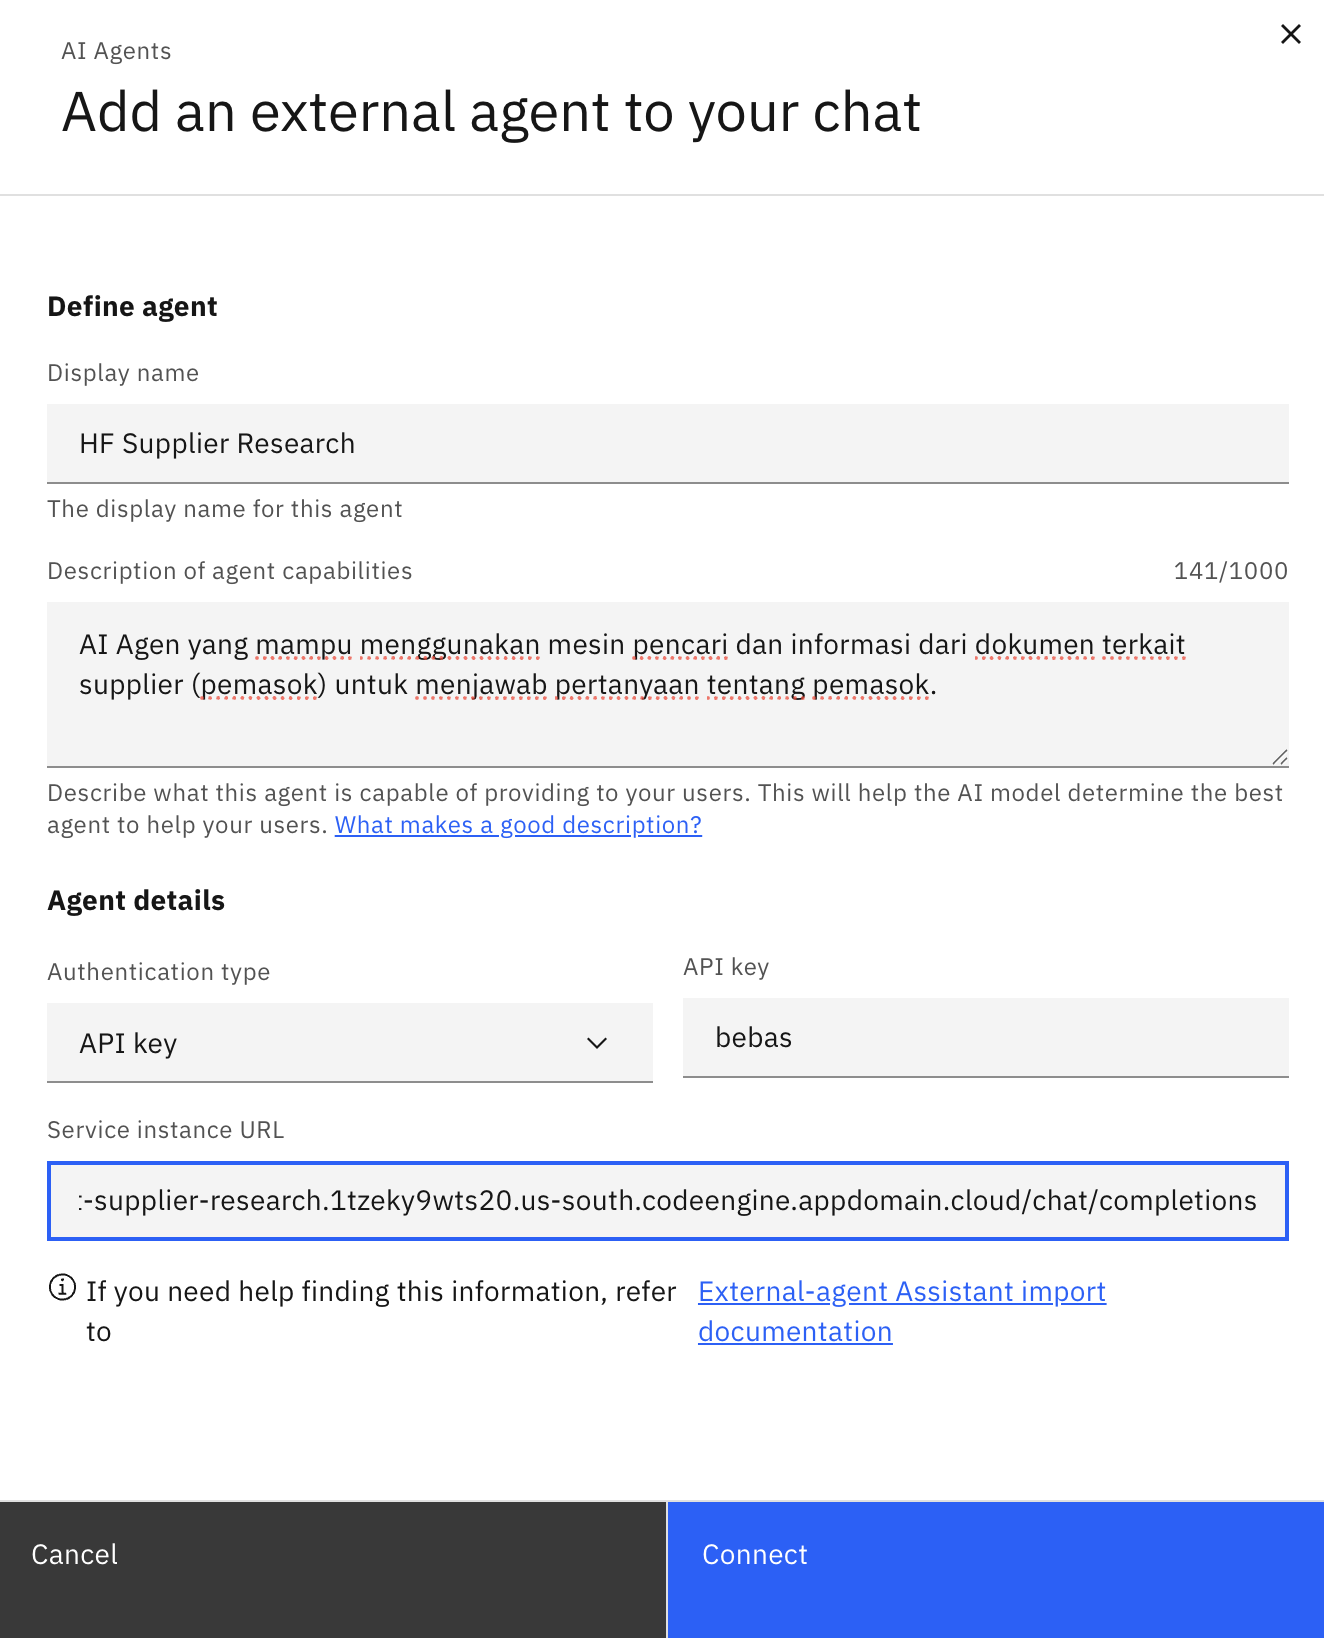 AI Agents
Add an external agent to your chat
Define agent
Display name
HF Supplier Research
The display name for this agent
Description of agent capabilities
141/1000
AI Agen yang mampu menggunakan mesin pencari dan informasi dari dokumen terkait
supplier (pemasok) untuk menjawab pertanyaan tentang pemasok.
Describe what this agent is capable of providing to your users. This will help the AI model determine the best
agent to help your users. What makes a good description?
Agent details
Authentication type
API key
API key
bebas
Service instance URL
-supplier-research.1tzeky9wts20.us-south.codeengine.appdomain.cloud/chat/completions
If you need help finding this information, refer
to
External-agent Assistant import
documentation
Cancel
Connect